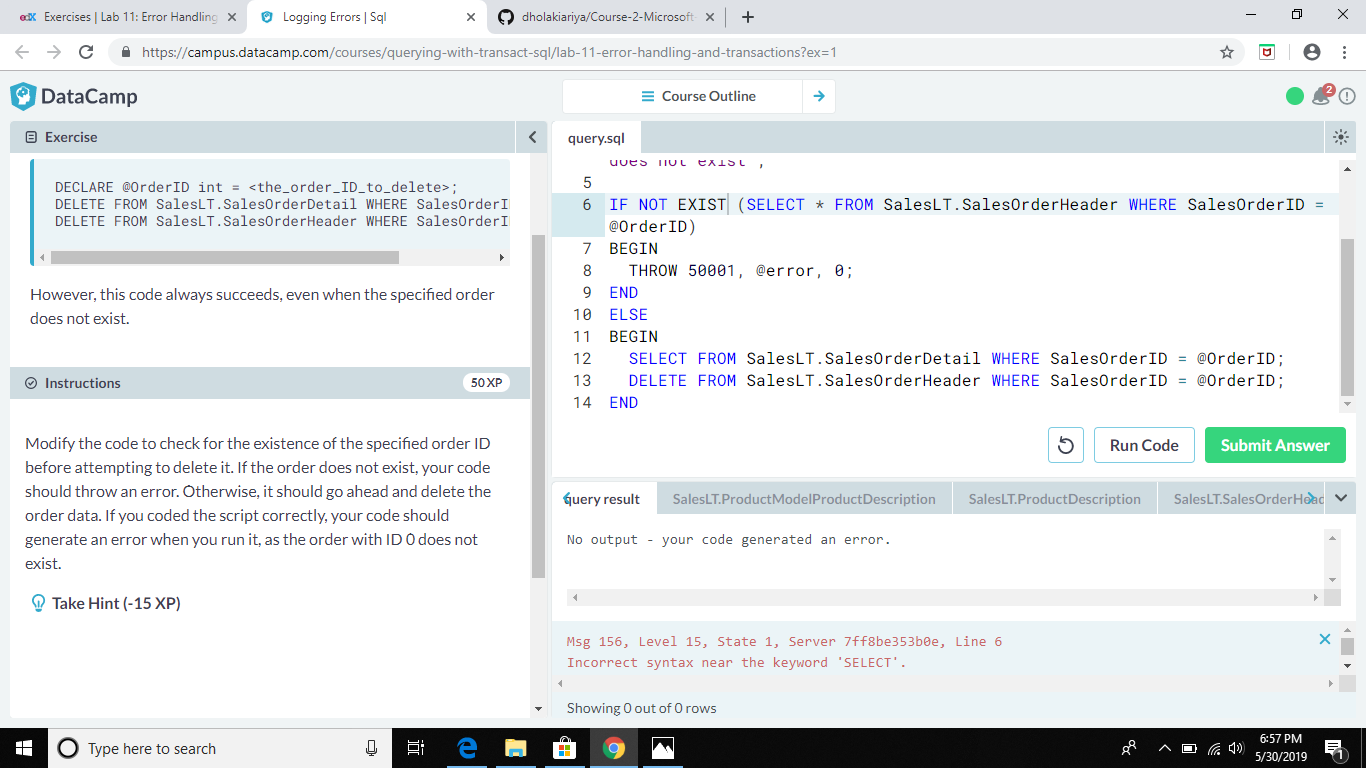 Exercises | Lab 11: Error Handling
Logging Errors | Sql
dholakiariya/Course-2-Microsoft-
https://campus.datacamp.com/courses/querying-with-transact-sql/lab-11-error-handling-and-transactions?ex=1
DataCamp
Course Outline
2
Exercise
DECLARE @OrderID int = <the_order_ID_to_delete>;
DELETE FROM SalesLT.SalesOrderDetail WHERE SalesOrderI
DELETE FROM SalesLT.SalesOrderHeader WHERE SalesOrderI
However, this code always succeeds, even when the specified order
does not exist.
Instructions
50 XP
Modify the code to check for the existence of the specified order ID
before attempting to delete it. If the order does not exist, your code
should throw an error. Otherwise, it should go ahead and delete the
order data. If you coded the script correctly, your code should
generate an error when you run it, as the order with ID 0 does not
exist.
Take Hint (-15 XP)
query.sql
does not exist ,
5
6 IF NOT EXIST (SELECT * FROM SalesLT.SalesOrderHeader WHERE SalesOrderID =
@OrderID)
7 BEGIN
8 THROW 50001, @error, 0;
9 END
10 ELSE
11 BEGIN
12 SELECT FROM SalesLT.SalesOrderDetail WHERE SalesOrderID = @OrderID;
13 DELETE FROM SalesLT.SalesOrderHeader WHERE SalesOrderID = @OrderID;
14 END
Run Code
Submit Answer
query result
SalesLT.ProductModelProductDescription
SalesLT.ProductDescription
SalesLT.SalesOrderHead
No output - your code generated an error.
Msg 156, Level 15, State 1, Server 7ff8be353b0e, Line 6
Incorrect syntax near the keyword 'SELECT'.
Showing 0 out of 0 rows
Type here to search
6:57 PM
5/30/2019
1